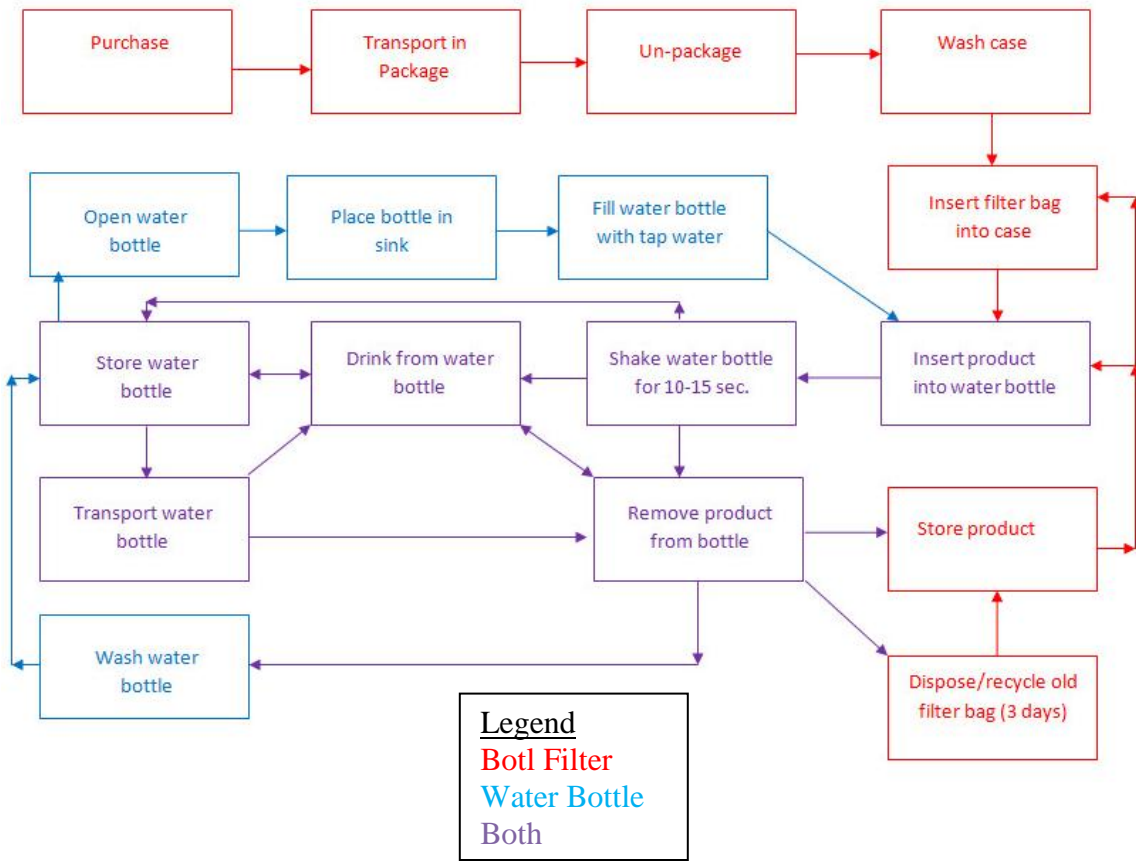 Purchase
Transport in
Package
Un-package
Wash case
Open water
bottle
Place bottle in
sink
Fill water bottle
with tap water
Insert filter bag
into case
Store water
bottle
Drink from water
bottle
Shake water bottle
for 10-15 sec.
Insert product
into water bottle
Transport water
bottle
Remove product
from bottle
Store product
Wash water
bottle
Dispose/recycle old
filter bag (3 days)
Legend
Botl Filter
Water Bottle
Both